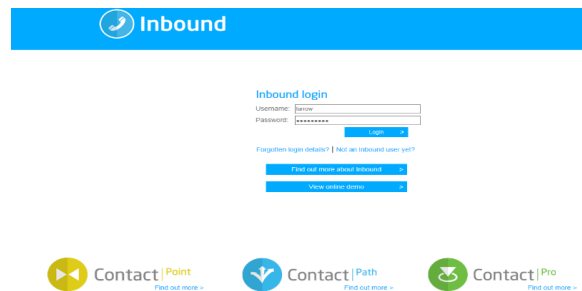 Inbound
Inbound login
Username: farrow
Password: •••••••••
Login >
Forgotten login details? | Not an Inbound user yet?
Find out more about Inbound >
View online demo >
Contact | Point
Find out more >
Contact | Path
Find out more >
Contact | Pro
Find out more >